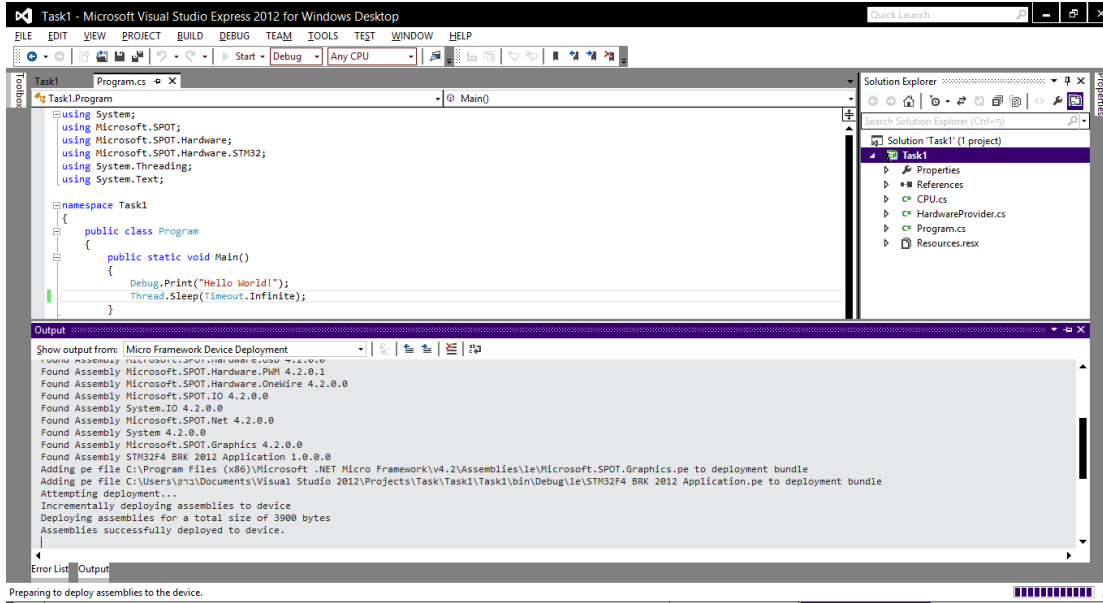 Task1 - Microsoft Visual Studio Express 2012 for Windows Desktop
Quick Launch
FILE EDIT VIEW PROJECT BUILD DEBUG TEAM TOOLS TEST WINDOW HELP
Start Debug Any CPU
Toolbox
Task1 Program.cs
Task1.Program Main()
using System;
using Microsoft.SPOT;
using Microsoft.SPOT.Hardware;
using Microsoft.SPOT.Hardware.STM32;
using System.Threading;
using System.Text;
namespace Task1
{
public class Program
{
public static void Main()
{
Debug.Print("Hello World!");
Thread.Sleep(Timeout.Infinite);
}
Solution Explorer
Search Solution Explorer (Ctrl+ח)
Solution 'Task1' (1 project)
Task1
Properties
References
CPU.cs
HardwareProvider.cs
Program.cs
Resources.resx
Properties
Output
Show output from: Micro Framework Device Deployment
Found Assembly Microsoft.SPOT.Hardware.Usb 4.2.0.0
Found Assembly Microsoft.SPOT.Hardware.PWM 4.2.0.1
Found Assembly Microsoft.SPOT.Hardware.OneWire 4.2.0.0
Found Assembly Microsoft.SPOT.IO 4.2.0.0
Found Assembly System.IO 4.2.0.0
Found Assembly Microsoft.SPOT.Net 4.2.0.0
Found Assembly System 4.2.0.0
Found Assembly Microsoft.SPOT.Graphics 4.2.0.0
Found Assembly STM32F4 BRK 2012 Application 1.0.0.0
Adding pe file C:\Program Files (x86)\Microsoft .NET Micro Framework\v4.2\Assemblies\le\Microsoft.SPOT.Graphics.pe to deployment bundle
Adding pe file C:\Users\ברק\Documents\Visual Studio 2012\Projects\Task\Task1\Task1\bin\Debug\le\STM32F4 BRK 2012 Application.pe to deployment bundle
Attempting deployment...
Incrementally deploying assemblies to device
Deploying assemblies for a total size of 3900 bytes
Assemblies successfully deployed to device.
Error List Output
Preparing to deploy assemblies to the device.